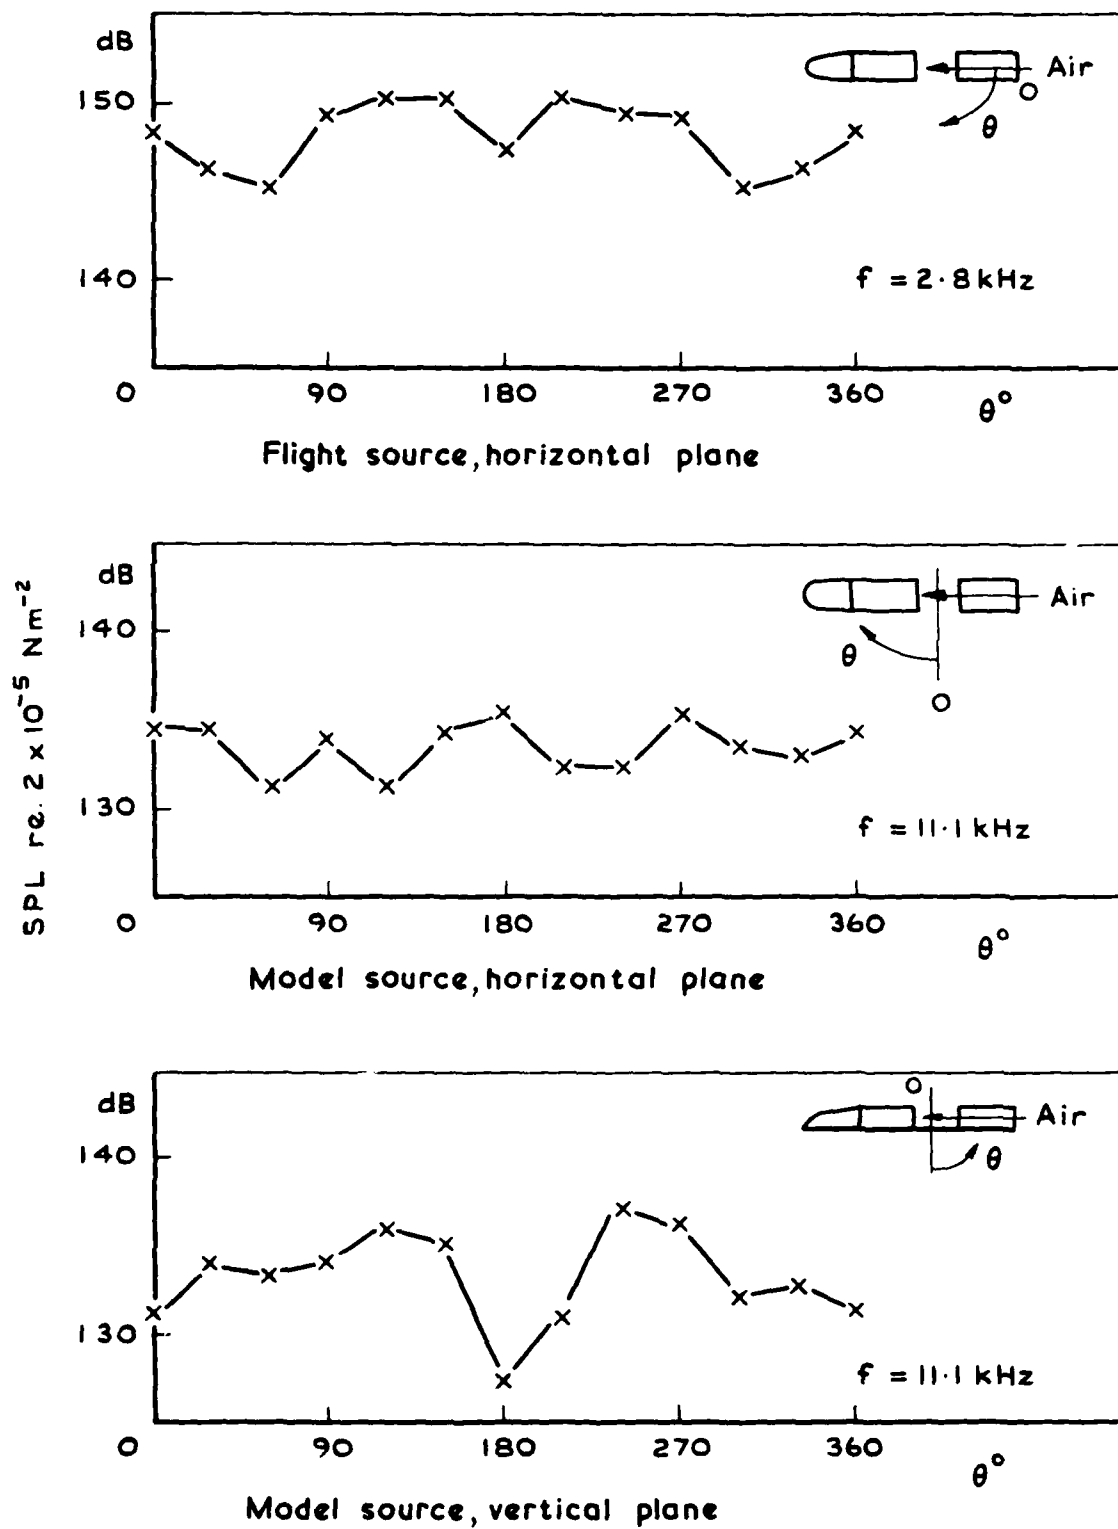 dB
150
140
0 90 180 270 360 θ°
Air
O
θ
f = 2·8 kHz
Flight source, horizontal plane
SPL re. 2 x 10⁻⁵ Nm⁻²
dB
140
130
0 90 180 270 360 θ°
Air
θ
O
f = 11·1 kHz
Model source, horizontal plane
dB
140
130
0 90 180 270 360 θ°
O
Air
θ
f = 11·1 kHz
Model source, vertical plane